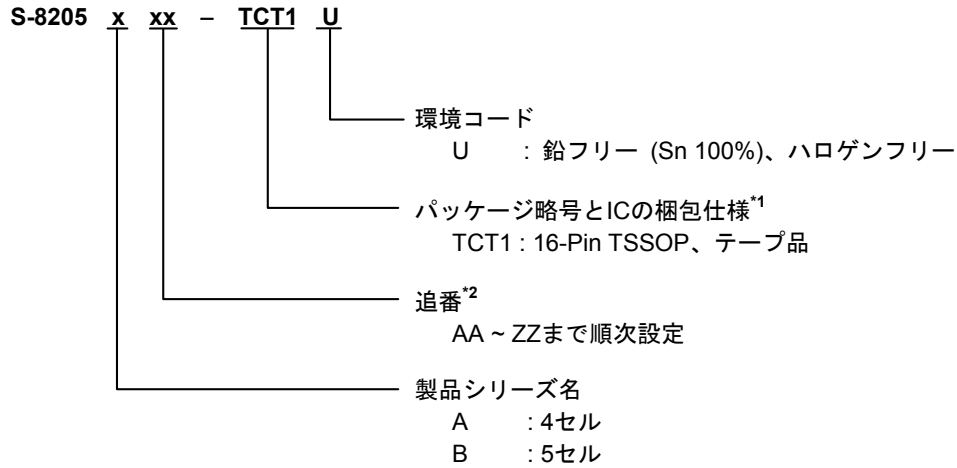 S-8205 x xx – TCT1 U
環境コード
U : 鉛フリー (Sn 100%)、ハロゲンフリー
パッケージ略号とICの梱包仕様*1
TCT1 : 16-Pin TSSOP、テープ品
追番*2
AA ~ ZZまで順次設定
製品シリーズ名
A : 4セル
B : 5セル